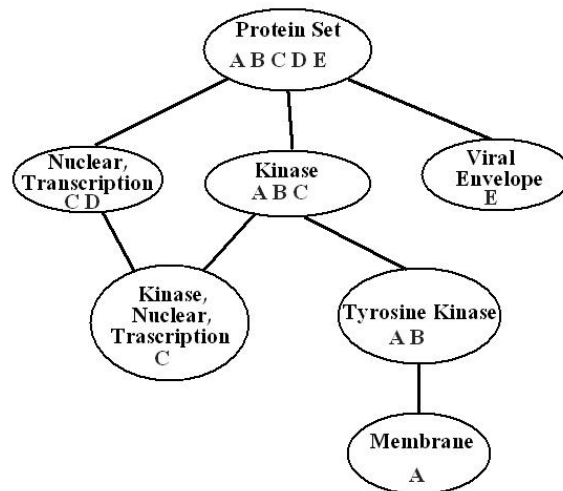 Protein Set
A B C D E
Nuclear,
Transcription
C D
Kinase
A B C
Viral
Envelope
E
Kinase,
Nuclear,
Trascription
C
Tyrosine Kinase
A B
Membrane
A